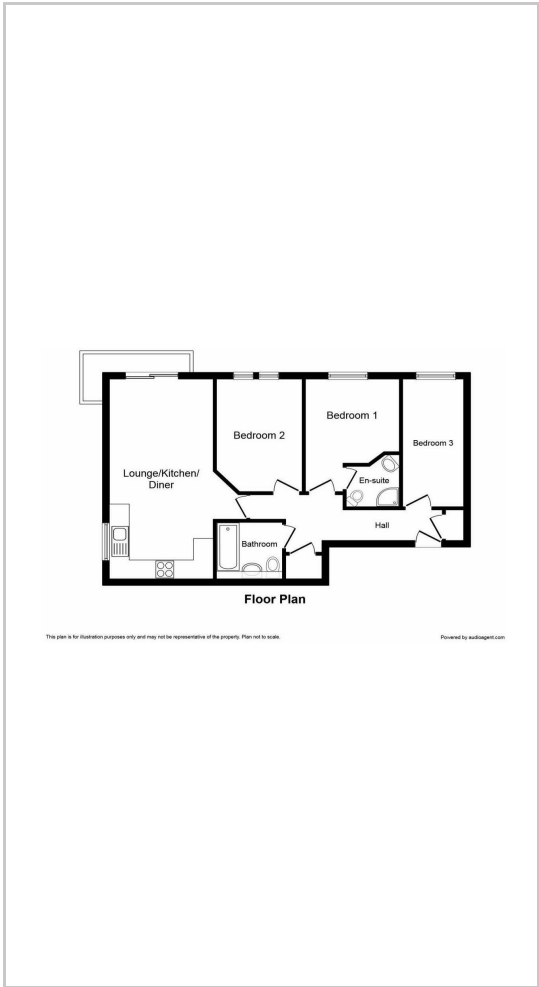 Bedroom 1
Bedroom 2
Bedroom 3
Lounge/Kitchen/
Diner
En-suite
Hall
Bathroom
Floor Plan
This plan is for illustration purposes only and may not be representative of the property. Plan not to scale.
Powered by audioagent.com